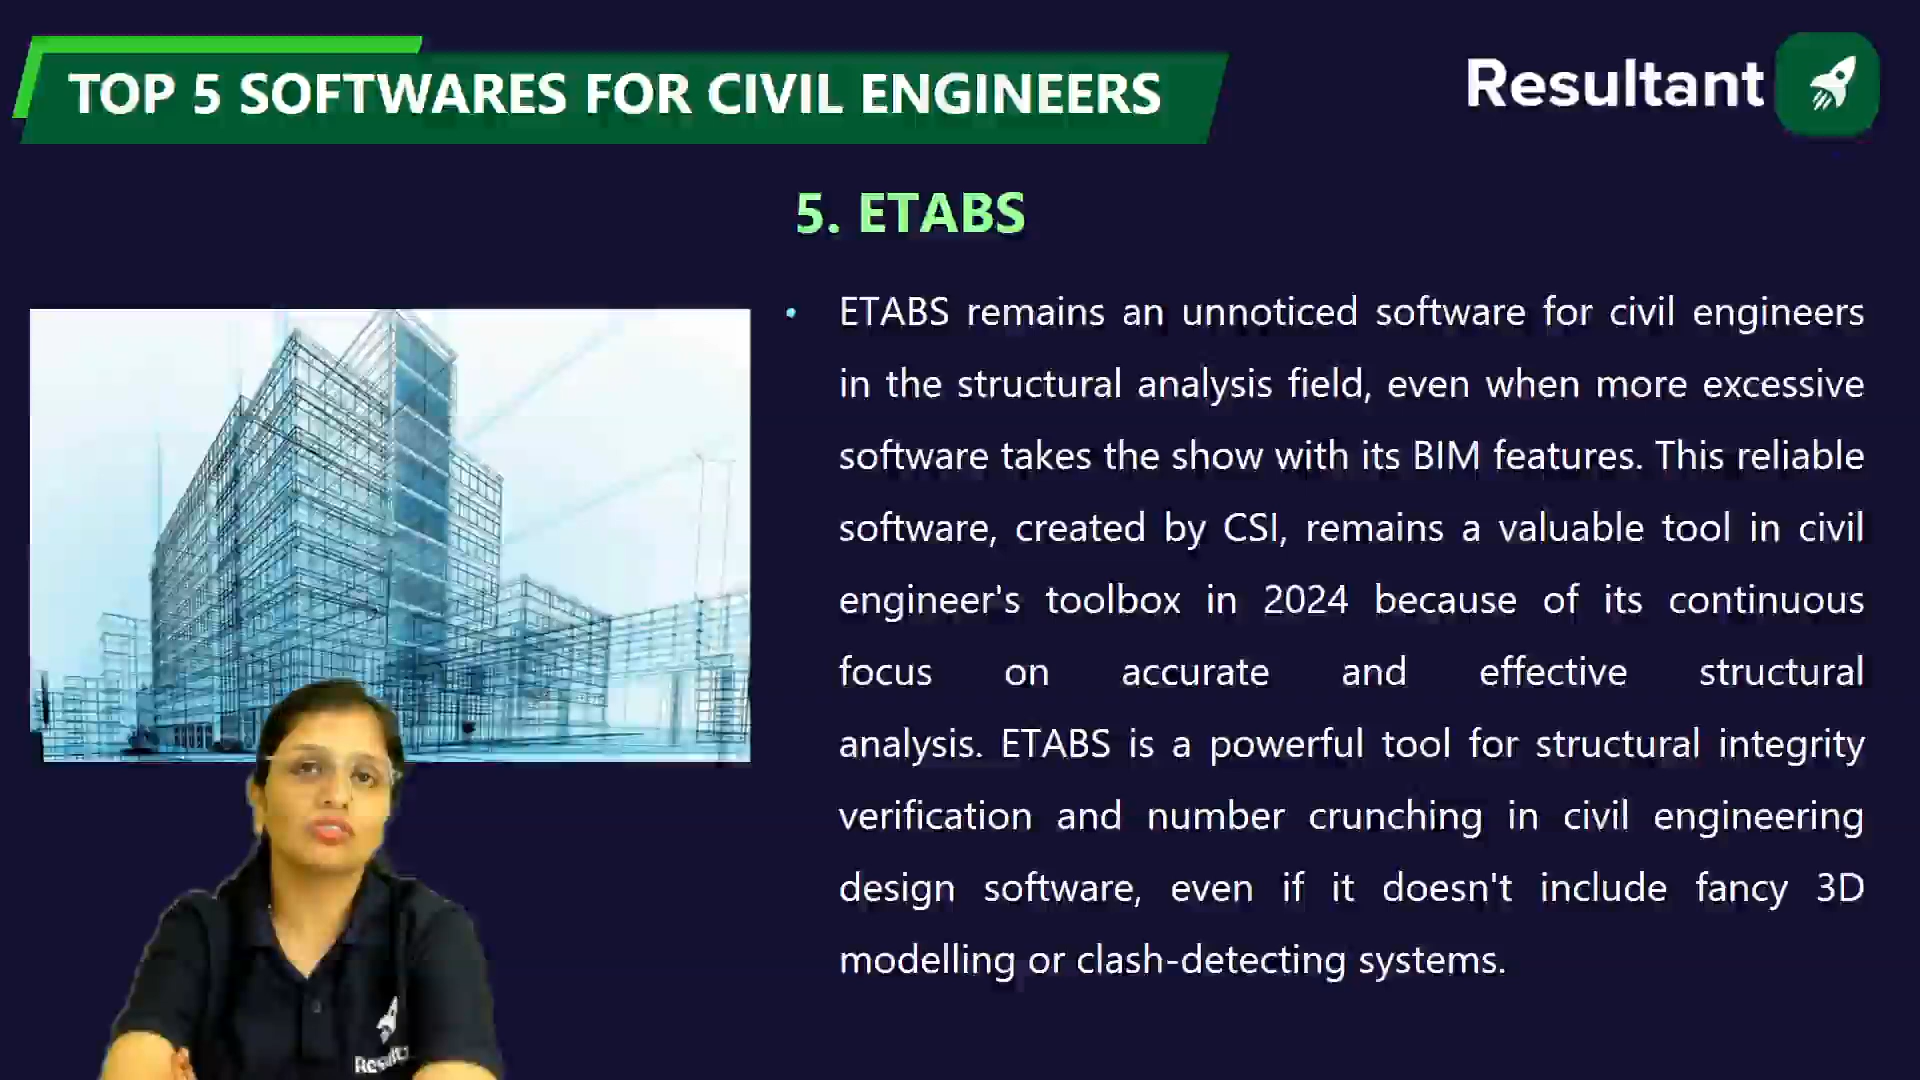 TOP 5 SOFTWARES FOR CIVIL ENGINEERS
Resultant
5. ETABS
• ETABS remains an unnoticed software for civil engineers
in the structural analysis field, even when more excessive
software takes the show with its BIM features. This reliable
software, created by CSI, remains a valuable tool in civil
engineer's toolbox in 2024 because of its continuous
focus on accurate and effective structural
analysis. ETABS is a powerful tool for structural integrity
verification and number crunching in civil engineering
design software, even if it doesn't include fancy 3D
modelling or clash-detecting systems.